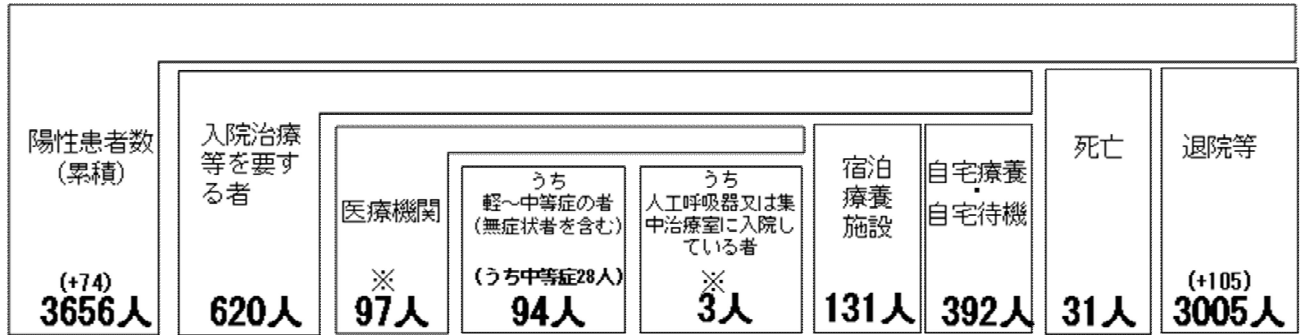 陽性患者数
(累積)
(+74)
3656人
入院治療
等を要す
る者
620人
医療機関
※
97人
うち
軽～中等症の者
(無症状者を含む)
(うち中等症28人)
94人
うち
人工呼吸器又は集
中治療室に入院し
ている者
※
3人
宿泊
療養
施設
131人
自宅療養
・
自宅待機
392人
死亡
31人
退院等
(+105)
3005人